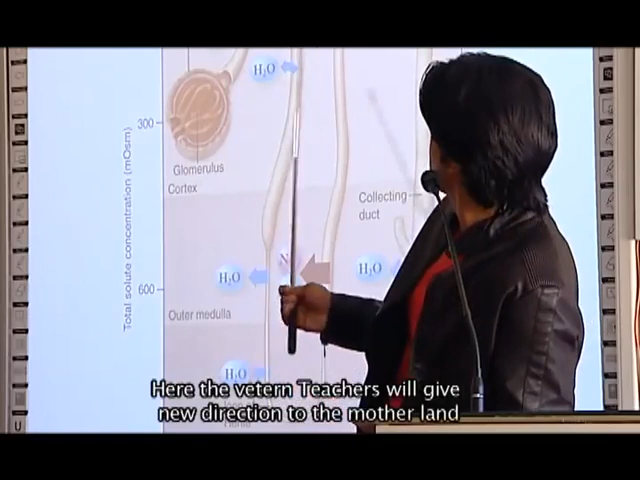 H₂O
300
Glomerulus
Cortex
Collecting
duct
Total solute concentration (mOsm)
H₂O
H₂O
600
Outer medulla
H₂O
Here the vetern Teachers will give
new direction to the mother land
U